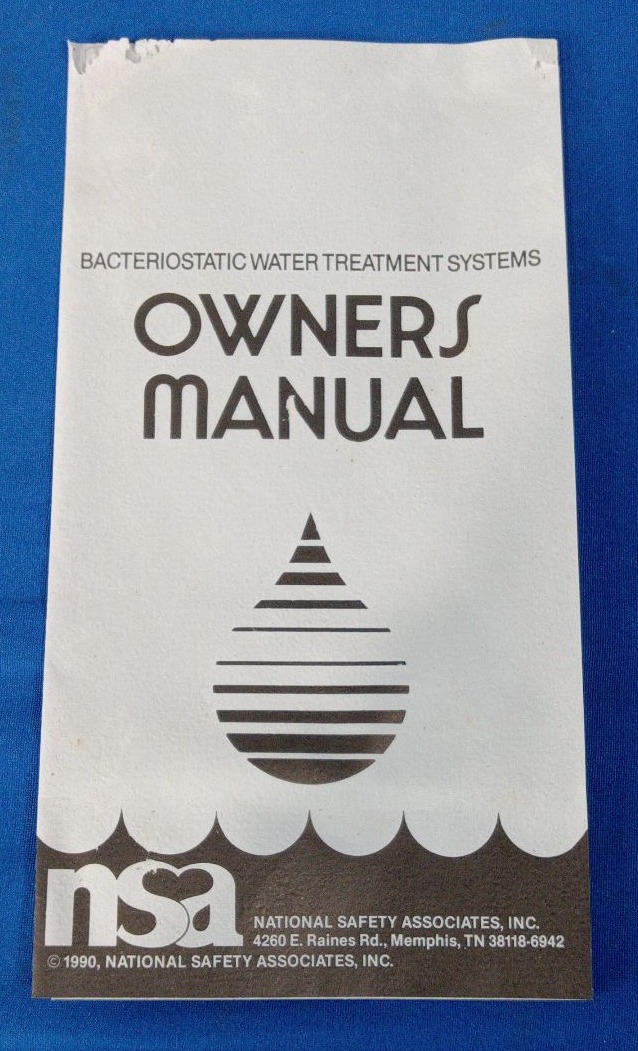 BACTERIOSTATIC WATER TREATMENT SYSTEMS
OWNERS
MANUAL
nsa
NATIONAL SAFETY ASSOCIATES, INC.
4260 E. Raines Rd., Memphis, TN 38118-6942
© 1990, NATIONAL SAFETY ASSOCIATES, INC.